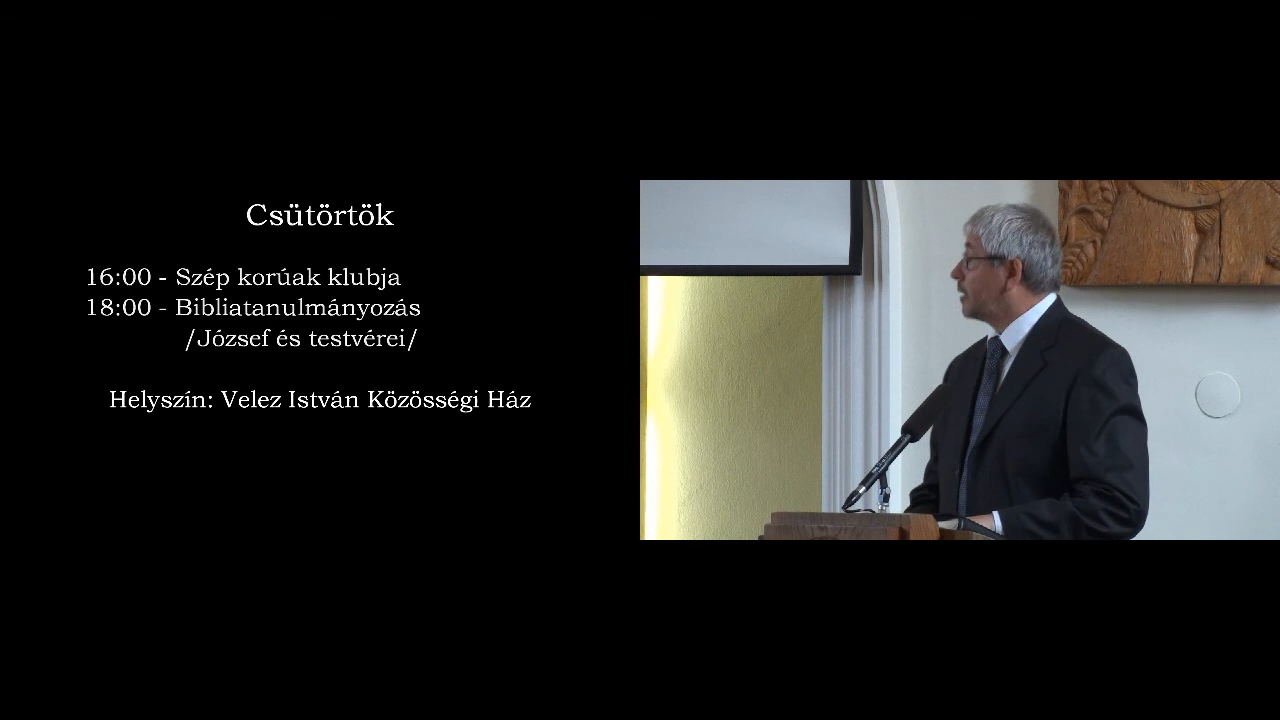 Csütörtök
16:00 - Szép korúak klubja
18:00 - Bibliatanulmányozás
/József és testvérei/
Helyszín: Velez István Közösségi Ház